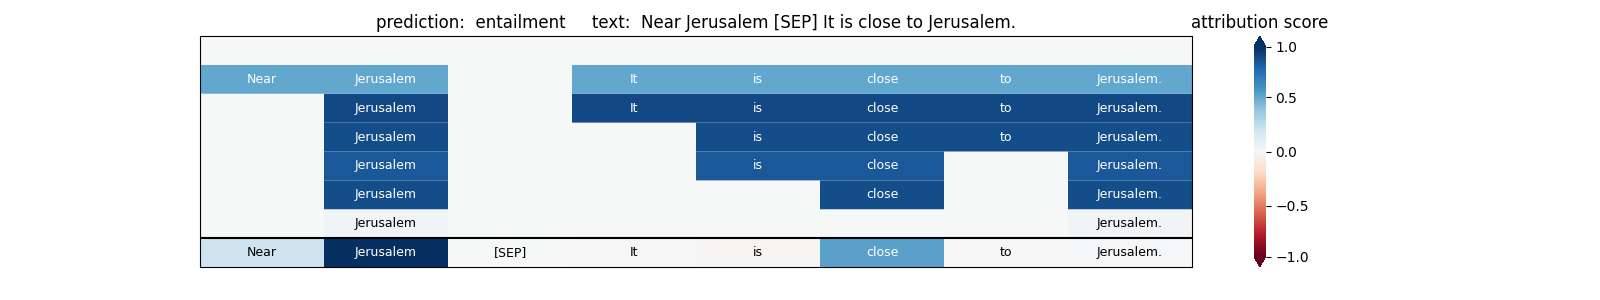 prediction:  entailment     text:  Near Jerusalem [SEP] It is close to Jerusalem.
attribution score
Near Jerusalem It is close to Jerusalem.
Jerusalem It is close to Jerusalem.
Jerusalem is close to Jerusalem.
Jerusalem is close Jerusalem.
Jerusalem close Jerusalem.
Jerusalem Jerusalem.
Near Jerusalem [SEP] It is close to Jerusalem.
1.0
0.5
0.0
−0.5
−1.0